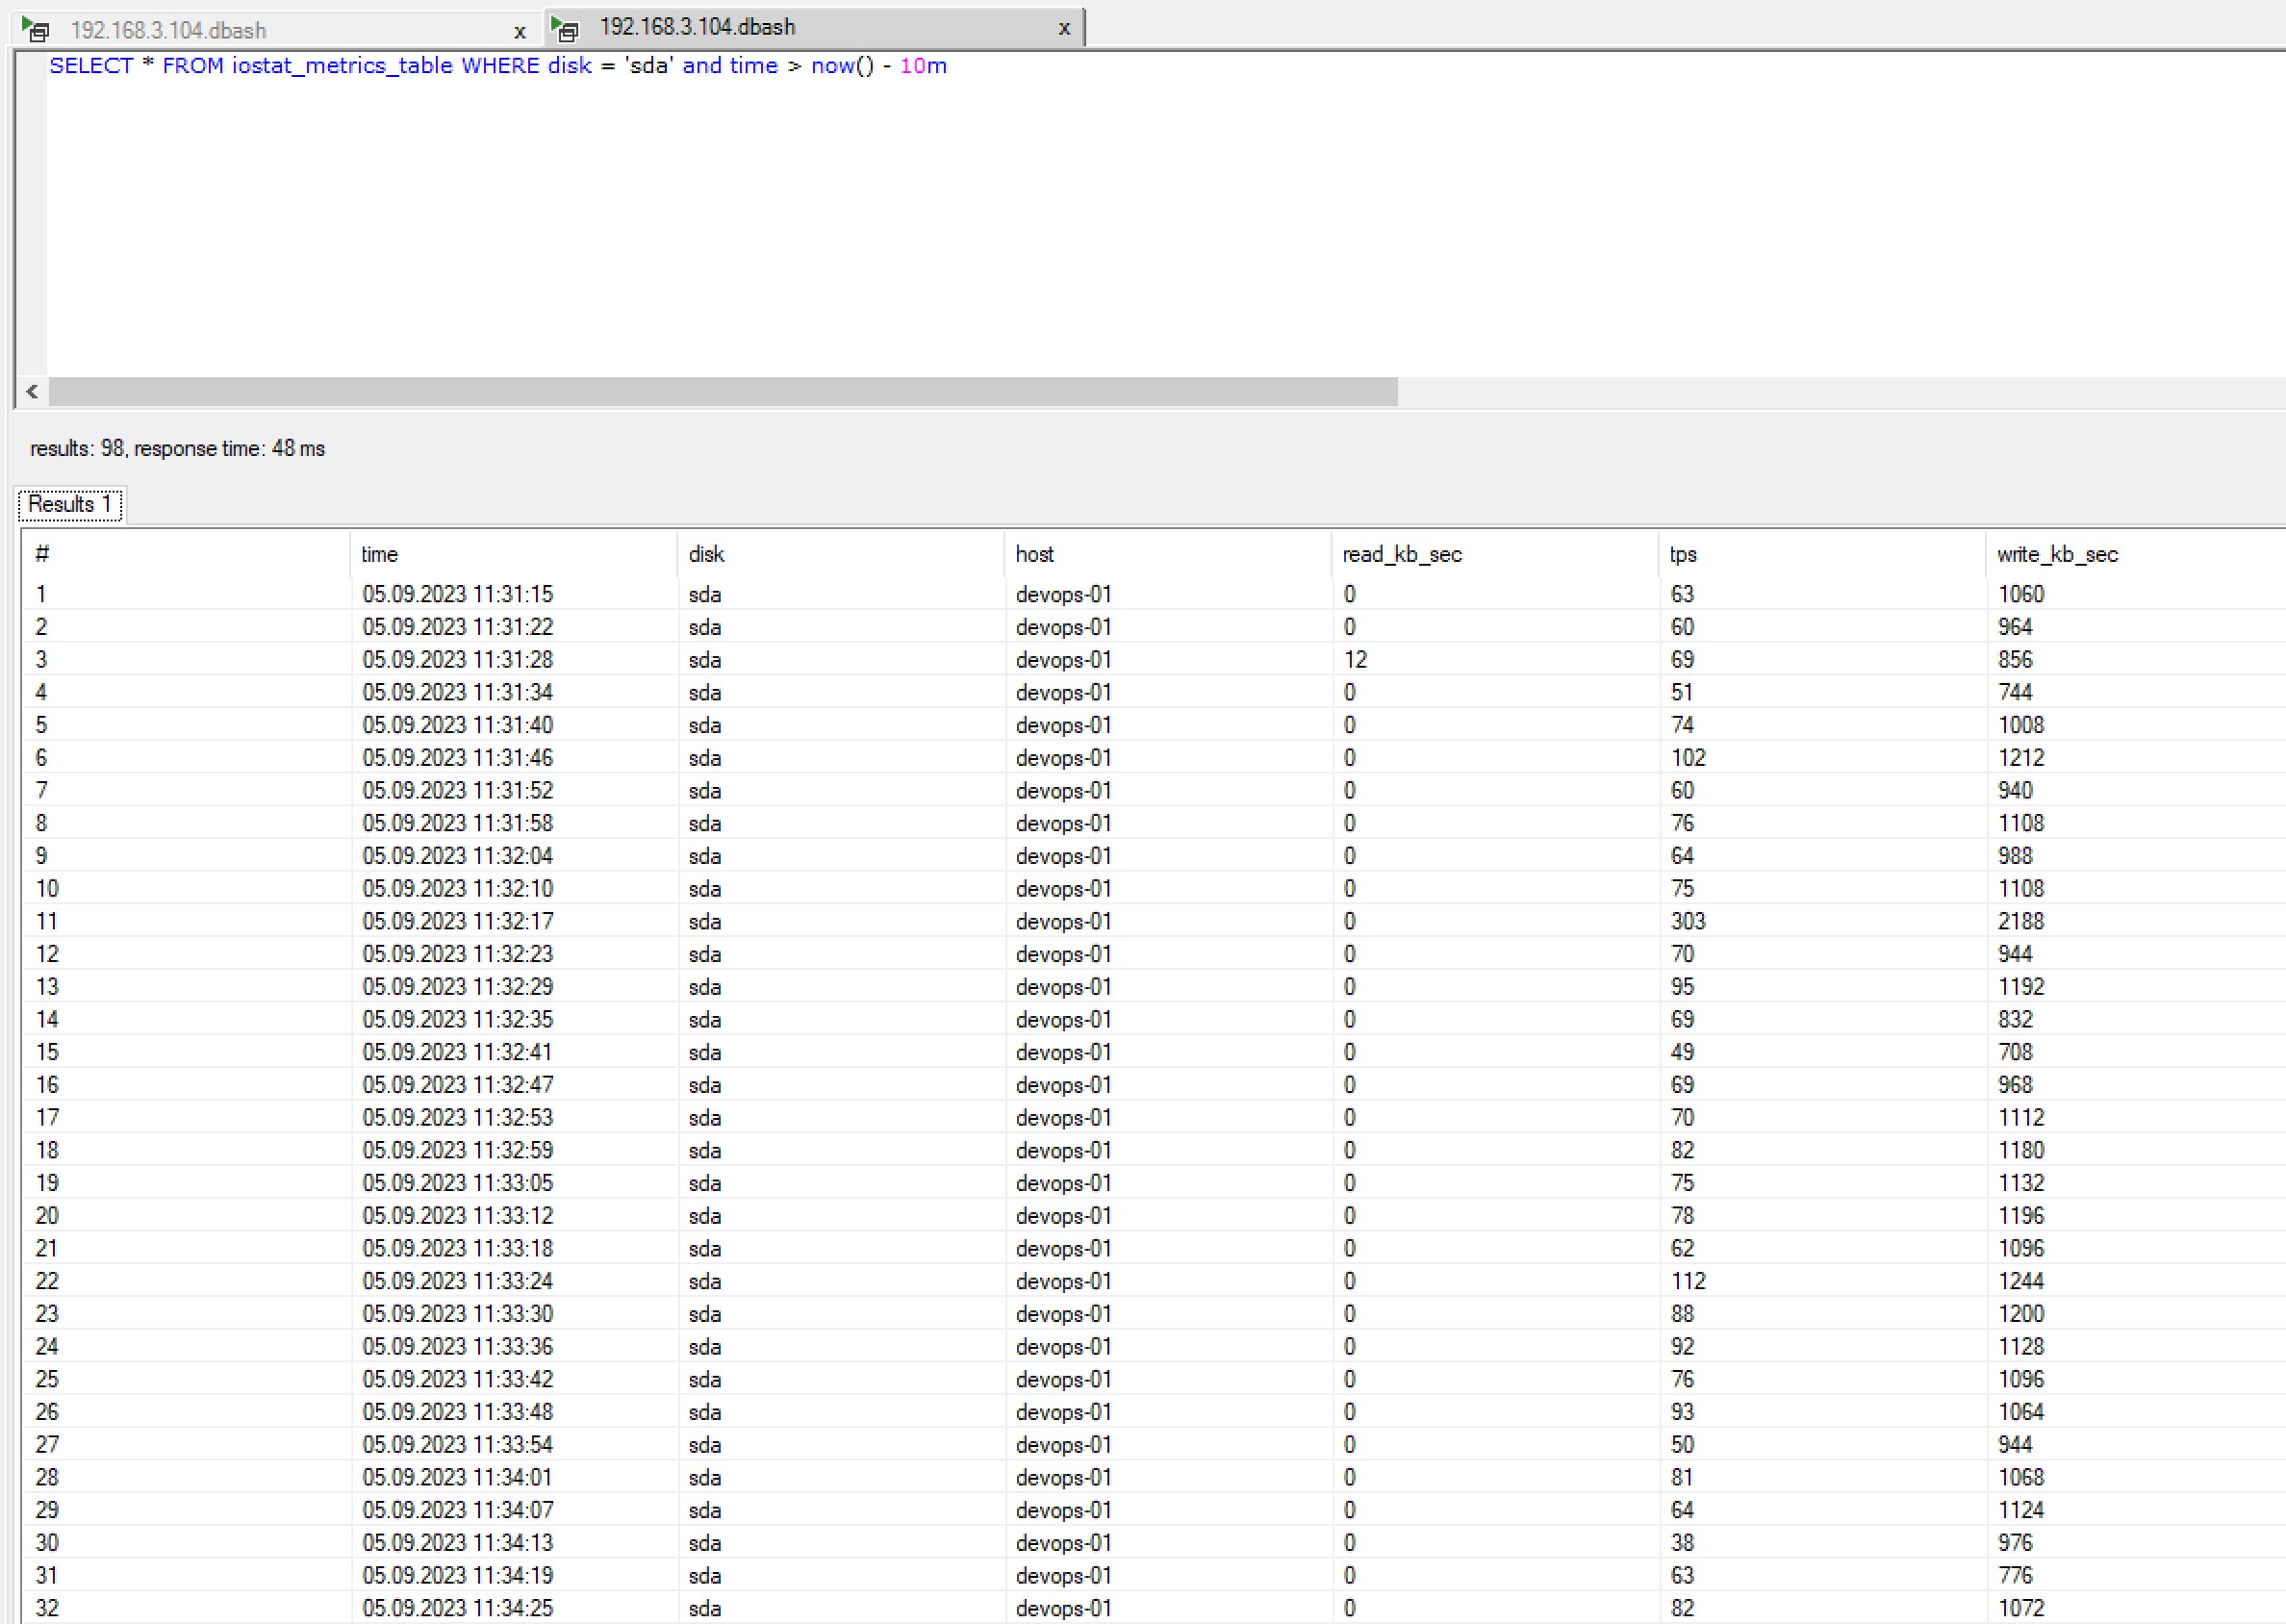 192.168.3.104.dbash x 192.168.3.104.dbash x
SELECT * FROM iostat_metrics_table WHERE disk = 'sda' and time > now() - 10m
results: 98, response time: 48 ms
Results 1
# time disk host read_kb_sec tps write_kb_sec
1 05.09.2023 11:31:15 sda devops-01 0 63 1060
2 05.09.2023 11:31:22 sda devops-01 0 60 964
3 05.09.2023 11:31:28 sda devops-01 12 69 856
4 05.09.2023 11:31:34 sda devops-01 0 51 744
5 05.09.2023 11:31:40 sda devops-01 0 74 1008
6 05.09.2023 11:31:46 sda devops-01 0 102 1212
7 05.09.2023 11:31:52 sda devops-01 0 60 940
8 05.09.2023 11:31:58 sda devops-01 0 76 1108
9 05.09.2023 11:32:04 sda devops-01 0 64 988
10 05.09.2023 11:32:10 sda devops-01 0 75 1108
11 05.09.2023 11:32:17 sda devops-01 0 303 2188
12 05.09.2023 11:32:23 sda devops-01 0 70 944
13 05.09.2023 11:32:29 sda devops-01 0 95 1192
14 05.09.2023 11:32:35 sda devops-01 0 69 832
15 05.09.2023 11:32:41 sda devops-01 0 49 708
16 05.09.2023 11:32:47 sda devops-01 0 69 968
17 05.09.2023 11:32:53 sda devops-01 0 70 1112
18 05.09.2023 11:32:59 sda devops-01 0 82 1180
19 05.09.2023 11:33:05 sda devops-01 0 75 1132
20 05.09.2023 11:33:12 sda devops-01 0 78 1196
21 05.09.2023 11:33:18 sda devops-01 0 62 1096
22 05.09.2023 11:33:24 sda devops-01 0 112 1244
23 05.09.2023 11:33:30 sda devops-01 0 88 1200
24 05.09.2023 11:33:36 sda devops-01 0 92 1128
25 05.09.2023 11:33:42 sda devops-01 0 76 1096
26 05.09.2023 11:33:48 sda devops-01 0 93 1064
27 05.09.2023 11:33:54 sda devops-01 0 50 944
28 05.09.2023 11:34:01 sda devops-01 0 81 1068
29 05.09.2023 11:34:07 sda devops-01 0 64 1124
30 05.09.2023 11:34:13 sda devops-01 0 38 976
31 05.09.2023 11:34:19 sda devops-01 0 63 776
32 05.09.2023 11:34:25 sda devops-01 0 82 1072